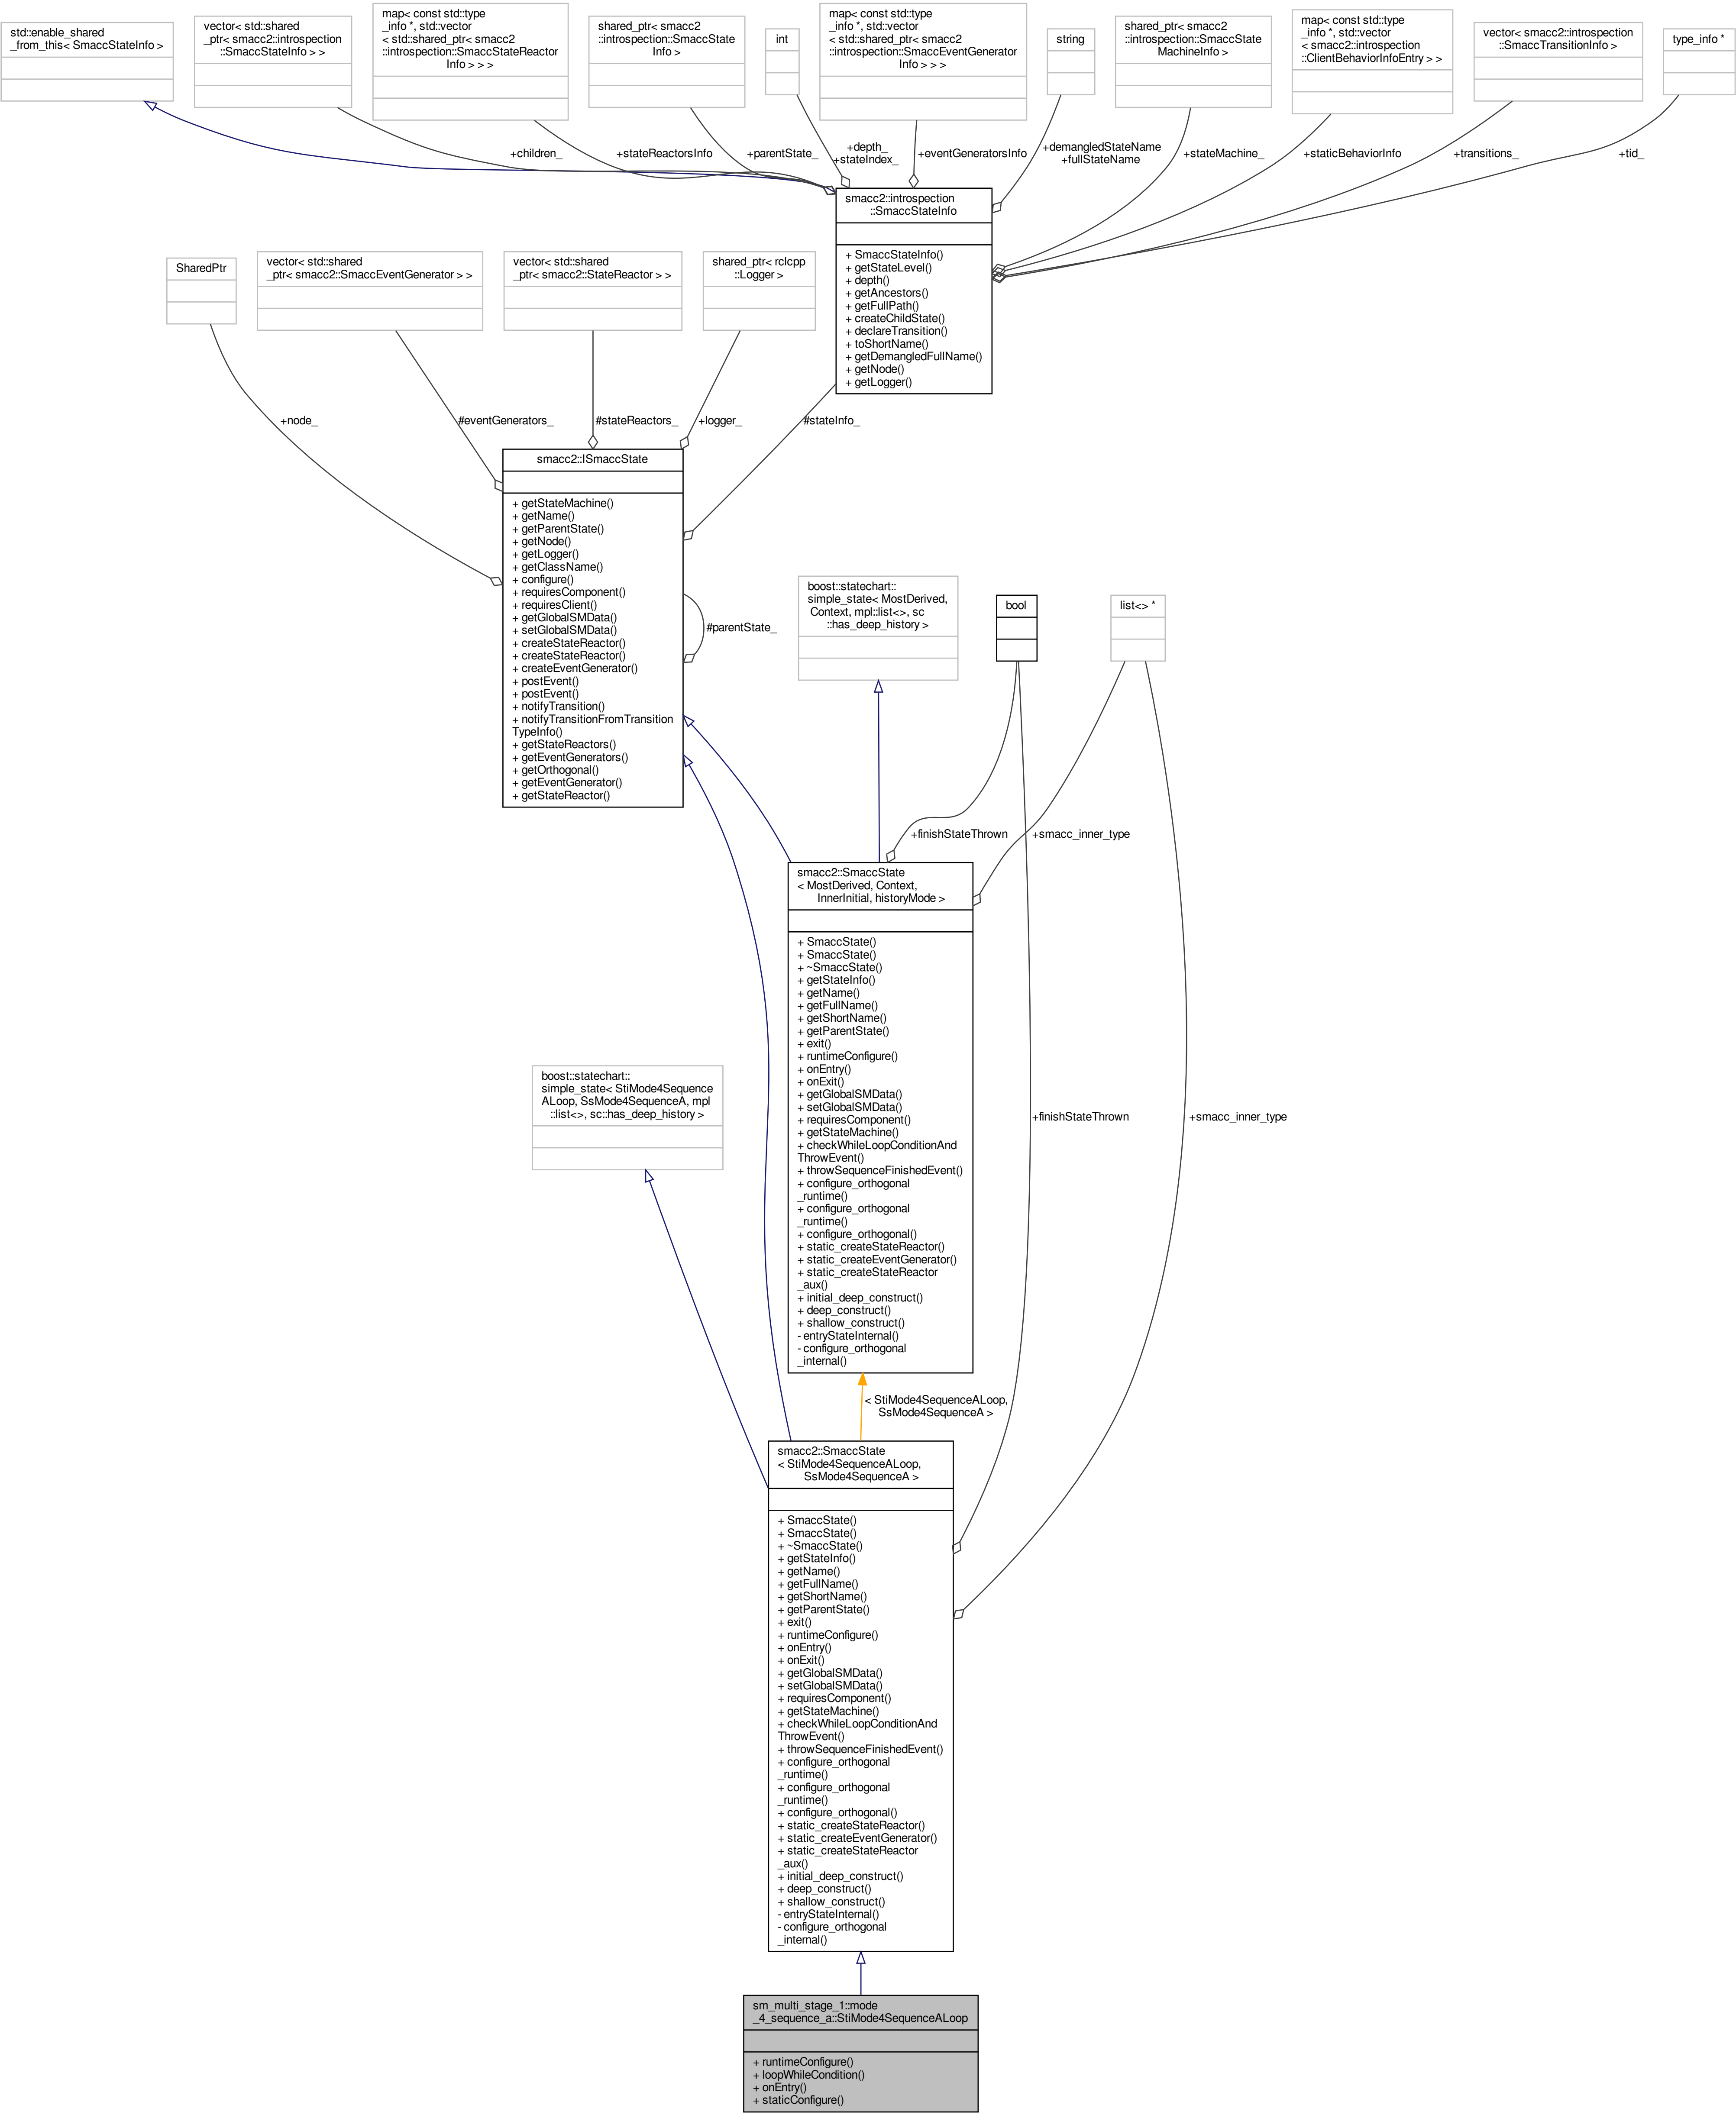 std::enable_shared
_from_this< SmaccStateInfo >
vector< std::shared
_ptr< smacc2::introspection
::SmaccStateInfo > >
map< const std::type
_info *, std::vector
< std::shared_ptr< smacc2
::introspection::SmaccStateReactor
Info > > >
shared_ptr< smacc2
::introspection::SmaccState
Info >
int
map< const std::type
_info *, std::vector
< std::shared_ptr< smacc2
::introspection::SmaccEventGenerator
Info > > >
string
shared_ptr< smacc2
::introspection::SmaccState
MachineInfo >
map< const std::type
_info *, std::vector
< smacc2::introspection
::ClientBehaviorInfoEntry > >
vector< smacc2::introspection
::SmaccTransitionInfo >
type_info *
+children_
+stateReactorsInfo
+parentState_
+depth_
+stateIndex_
+eventGeneratorsInfo
+demangledStateName
+fullStateName
+stateMachine_
+staticBehaviorInfo
+transitions_
+tid_
smacc2::introspection
::SmaccStateInfo
+ SmaccStateInfo()
+ getStateLevel()
+ depth()
+ getAncestors()
+ getFullPath()
+ createChildState()
+ declareTransition()
+ toShortName()
+ getDemangledFullName()
+ getNode()
+ getLogger()
SharedPtr
vector< std::shared
_ptr< smacc2::SmaccEventGenerator > >
vector< std::shared
_ptr< smacc2::StateReactor > >
shared_ptr< rclcpp
::Logger >
+node_
#eventGenerators_
#stateReactors_
+logger_
#stateInfo_
smacc2::ISmaccState
+ getStateMachine()
+ getName()
+ getParentState()
+ getNode()
+ getLogger()
+ getClassName()
+ configure()
+ requiresComponent()
+ requiresClient()
+ getGlobalSMData()
+ setGlobalSMData()
+ createStateReactor()
+ createStateReactor()
+ createEventGenerator()
+ postEvent()
+ postEvent()
+ notifyTransition()
+ notifyTransitionFromTransition
TypeInfo()
+ getStateReactors()
+ getEventGenerators()
+ getOrthogonal()
+ getEventGenerator()
+ getStateReactor()
#parentState_
boost::statechart::
simple_state< MostDerived,
Context, mpl::list<>, sc
::has_deep_history >
bool
list<> *
+finishStateThrown
+smacc_inner_type
smacc2::SmaccState
< MostDerived, Context,
InnerInitial, historyMode >
+ SmaccState()
+ SmaccState()
+ ~SmaccState()
+ getStateInfo()
+ getName()
+ getFullName()
+ getShortName()
+ getParentState()
+ exit()
+ runtimeConfigure()
+ onEntry()
+ onExit()
+ getGlobalSMData()
+ setGlobalSMData()
+ requiresComponent()
+ getStateMachine()
+ checkWhileLoopConditionAnd
ThrowEvent()
+ throwSequenceFinishedEvent()
+ configure_orthogonal
_runtime()
+ configure_orthogonal
_runtime()
+ configure_orthogonal()
+ static_createStateReactor()
+ static_createEventGenerator()
+ static_createStateReactor
_aux()
+ initial_deep_construct()
+ deep_construct()
+ shallow_construct()
- entryStateInternal()
- configure_orthogonal
_internal()
boost::statechart::
simple_state< StiMode4Sequence
ALoop, SsMode4SequenceA, mpl
::list<>, sc::has_deep_history >
+finishStateThrown
+smacc_inner_type
< StiMode4SequenceALoop,
SsMode4SequenceA >
smacc2::SmaccState
< StiMode4SequenceALoop,
SsMode4SequenceA >
+ SmaccState()
+ SmaccState()
+ ~SmaccState()
+ getStateInfo()
+ getName()
+ getFullName()
+ getShortName()
+ getParentState()
+ exit()
+ runtimeConfigure()
+ onEntry()
+ onExit()
+ getGlobalSMData()
+ setGlobalSMData()
+ requiresComponent()
+ getStateMachine()
+ checkWhileLoopConditionAnd
ThrowEvent()
+ throwSequenceFinishedEvent()
+ configure_orthogonal
_runtime()
+ configure_orthogonal
_runtime()
+ configure_orthogonal()
+ static_createStateReactor()
+ static_createEventGenerator()
+ static_createStateReactor
_aux()
+ initial_deep_construct()
+ deep_construct()
+ shallow_construct()
- entryStateInternal()
- configure_orthogonal
_internal()
sm_multi_stage_1::mode
_4_sequence_a::StiMode4SequenceALoop
+ runtimeConfigure()
+ loopWhileCondition()
+ onEntry()
+ staticConfigure()